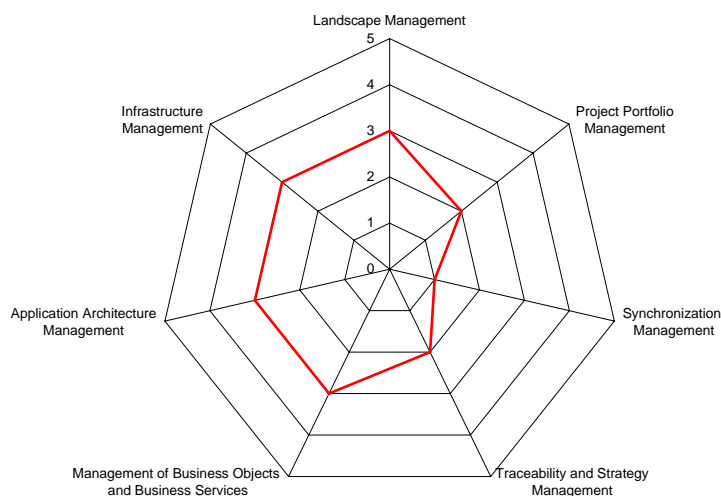 Landscape Management
5
4
3
2
1
0
Project Portfolio
Management
Synchronization
Management
Traceability and Strategy
Management
Management of Business Objects
and Business Services
Application Architecture
Management
Infrastructure
Management